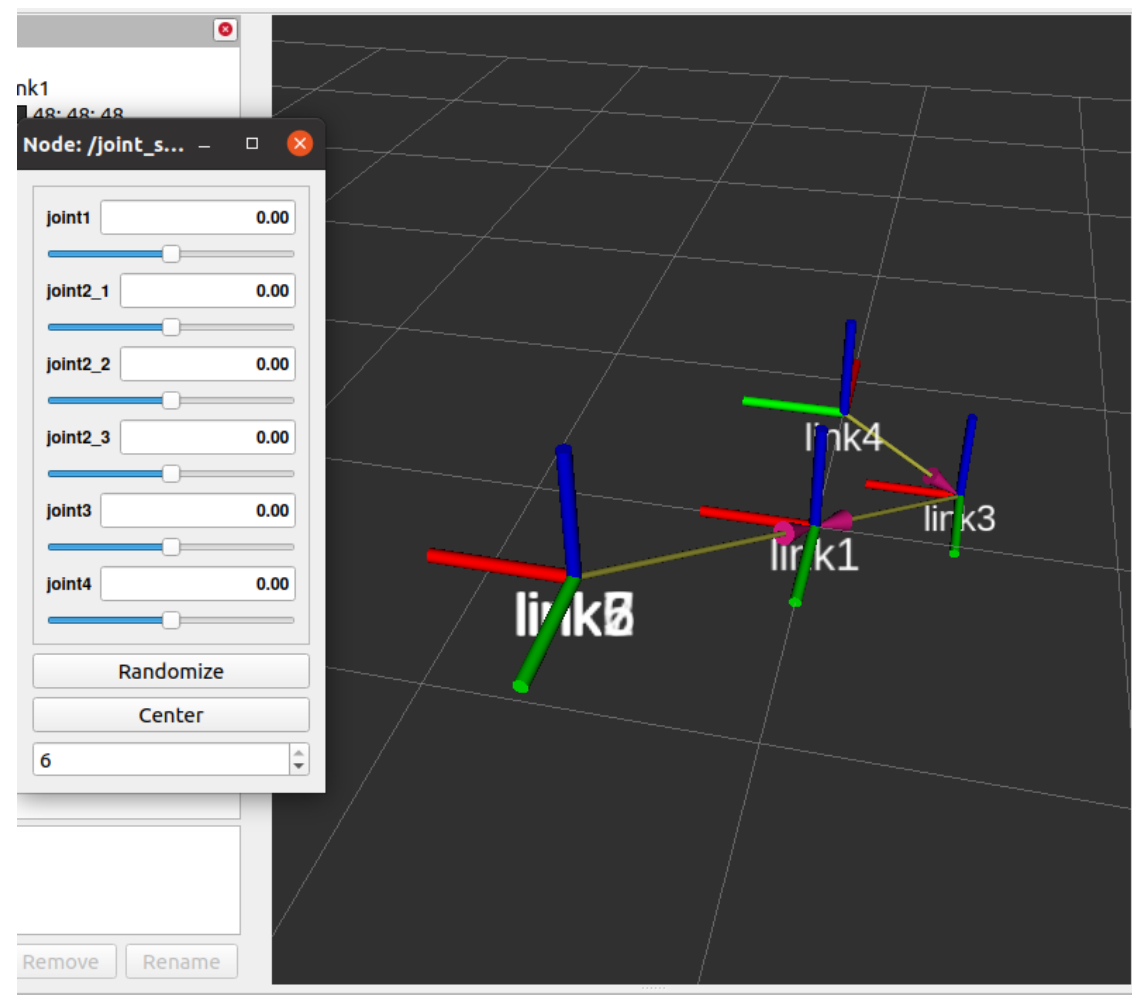 nk1
48; 48; 48
Node: /joint_s...
joint1 0.00
joint2_1 0.00
joint2_2 0.00
joint2_3 0.00
joint3 0.00
joint4 0.00
Randomize
Center
6
Remove Rename
link4
link3
link1